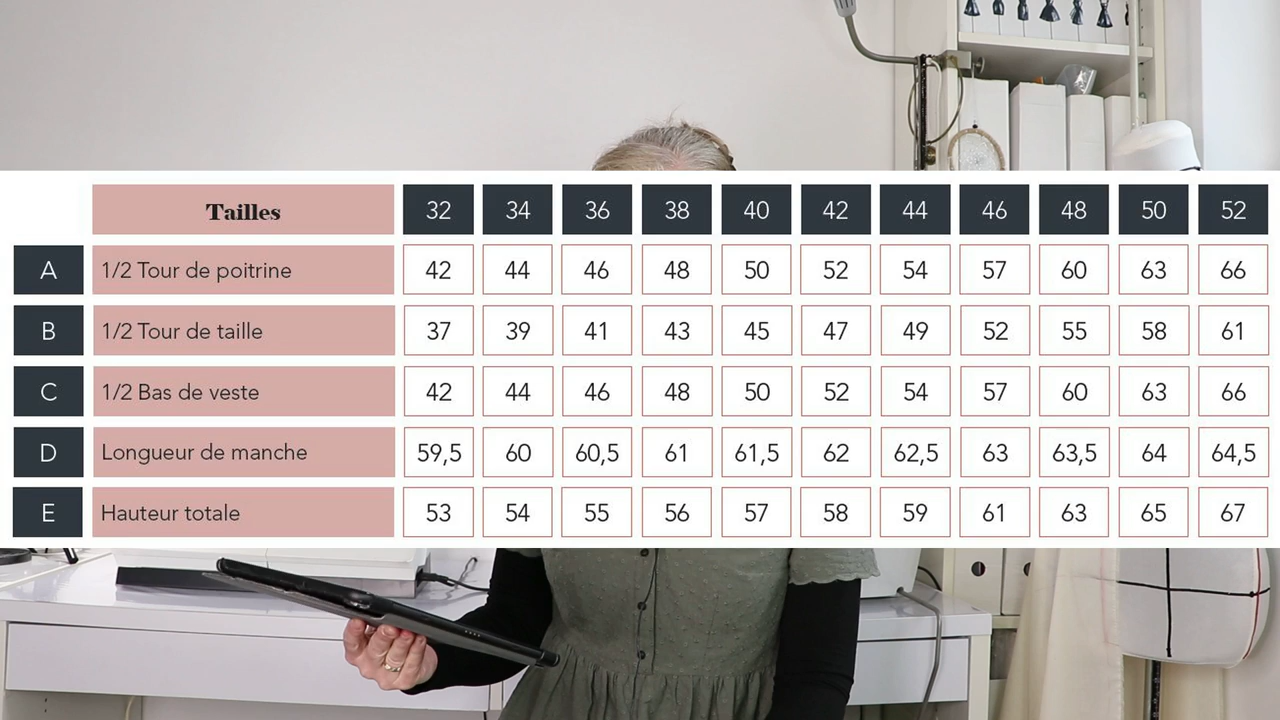 Tailles 32 34 36 38 40 42 44 46 48 50 52
A 1/2 Tour de poitrine 42 44 46 48 50 52 54 57 60 63 66
B 1/2 Tour de taille 37 39 41 43 45 47 49 52 55 58 61
C 1/2 Bas de veste 42 44 46 48 50 52 54 57 60 63 66
D Longueur de manche 59,5 60 60,5 61 61,5 62 62,5 63 63,5 64 64,5
E Hauteur totale 53 54 55 56 57 58 59 61 63 65 67